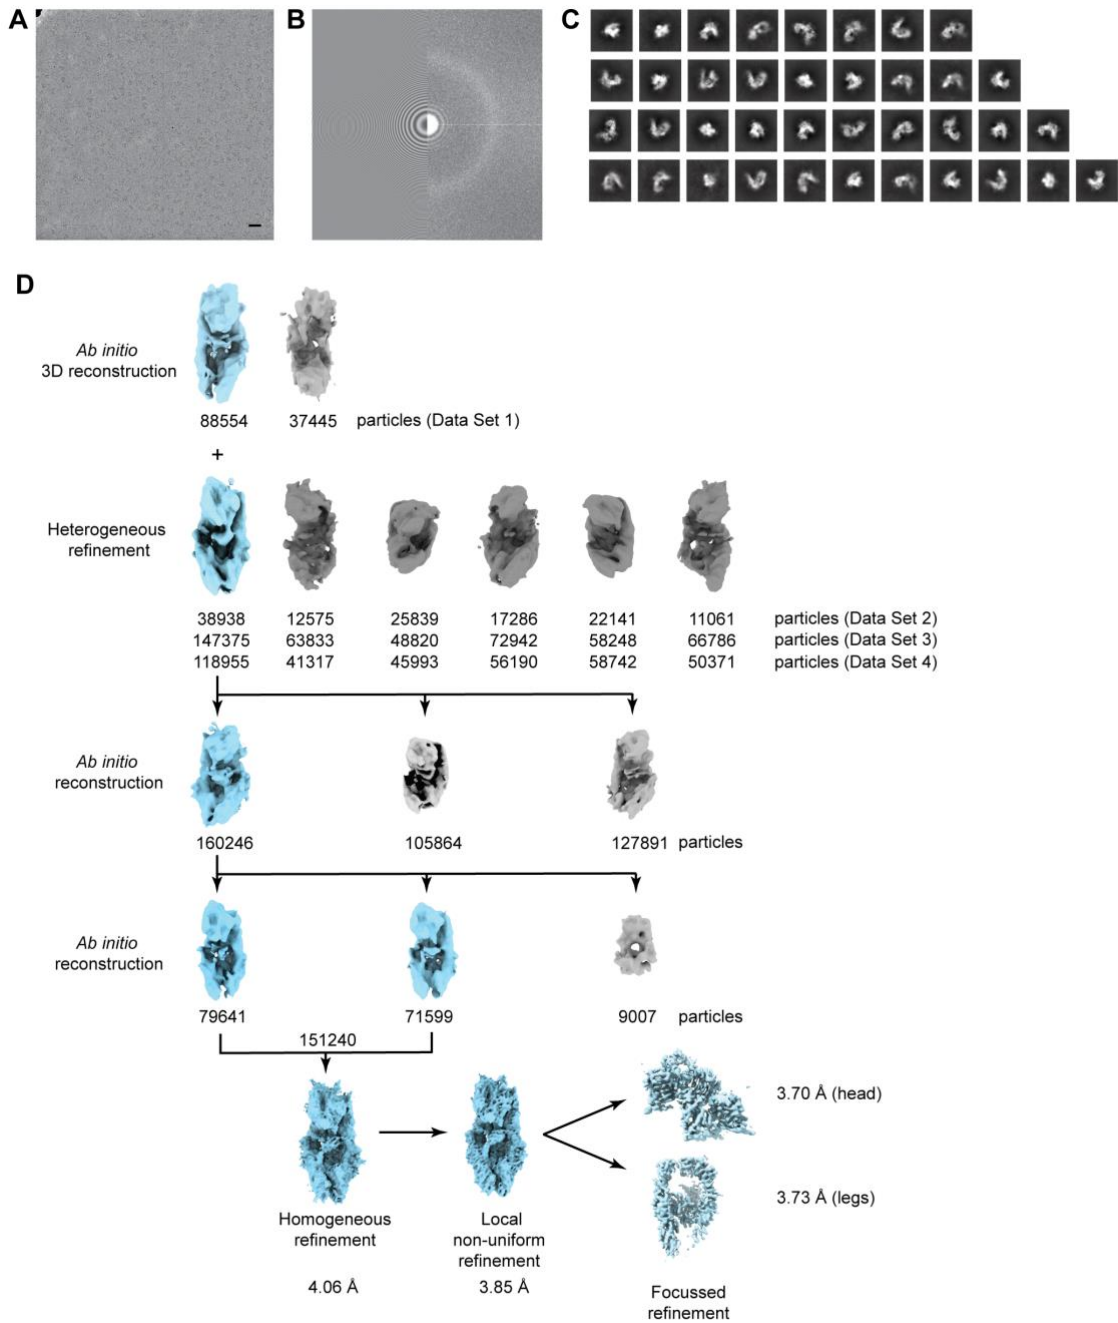 A
B
C
D
Ab initio
3D reconstruction
88554 37445 particles (Data Set 1)
+
Heterogeneous
refinement
38938 12575 25839 17286 22141 11061 particles (Data Set 2)
147375 63833 48820 72942 58248 66786 particles (Data Set 3)
118955 41317 45993 56190 58742 50371 particles (Data Set 4)
Ab initio
reconstruction
160246 105864 127891 particles
Ab initio
reconstruction
79641 71599 9007 particles
151240
3.70 Å (head)
3.73 Å (legs)
Homogeneous
refinement
4.06 Å
Local
non-uniform
refinement
3.85 Å
Focussed
refinement